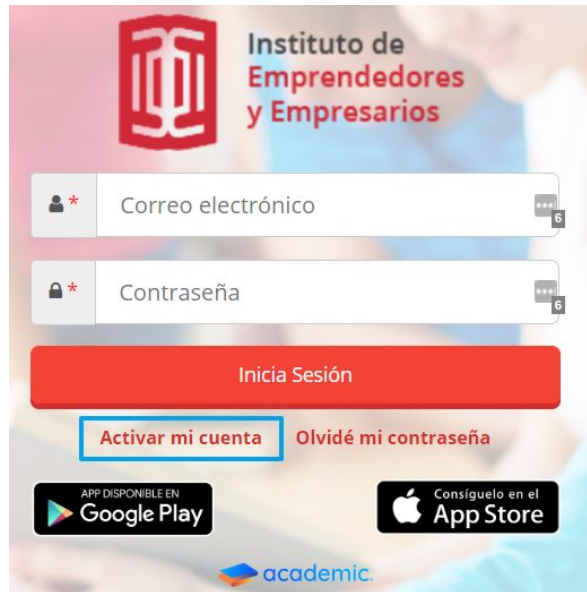 Instituto de
Emprendedores
y Empresarios
* Correo electrónico
6
* Contraseña
6
Inicia Sesión
Activar mi cuenta Olvidé mi contraseña
APP DISPONIBLE EN
Google Play
Consíguelo en el
App Store
academic.